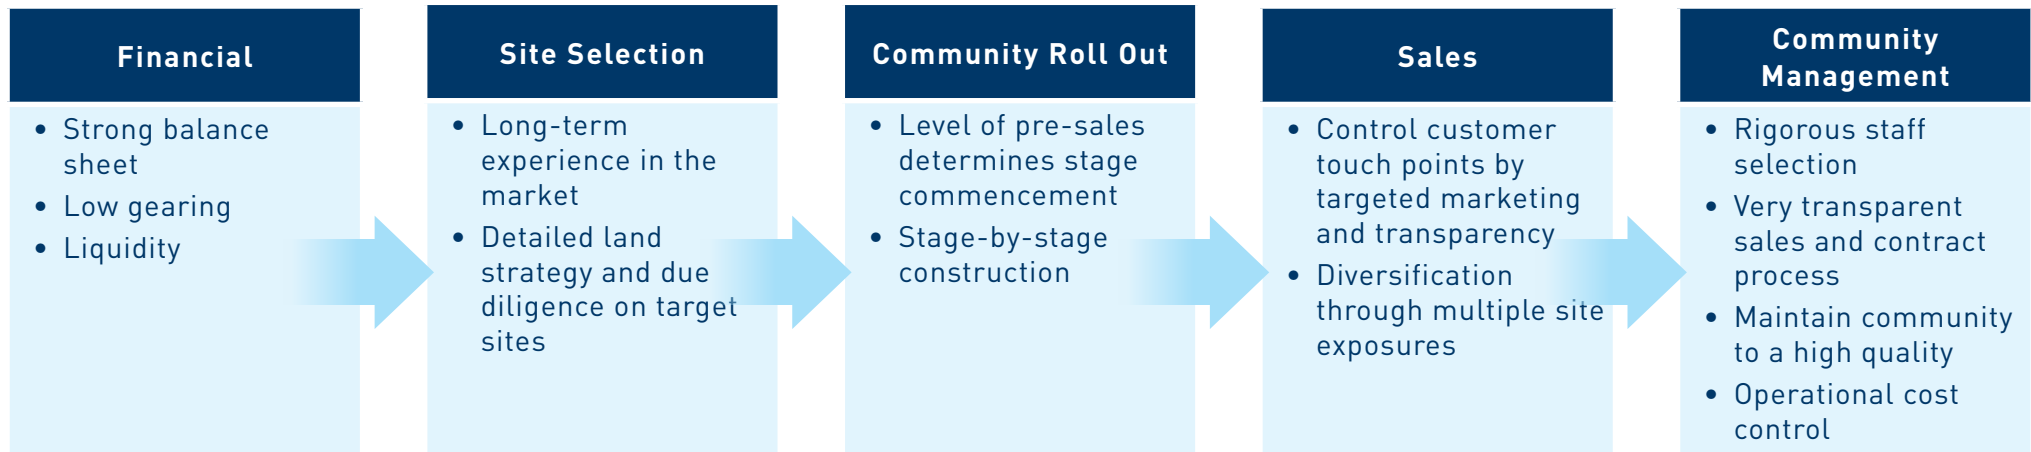 Financial
• Strong balance
sheet
• Low gearing
• Liquidity
Site Selection
• Long-term
experience in the
market
• Detailed land
strategy and due
diligence on target
sites
Community Roll Out
• Level of pre-sales
determines stage
commencement
• Stage-by-stage
construction
Sales
• Control customer
touch points by
targeted marketing
and transparency
• Diversification
through multiple site
exposures
Community
Management
• Rigorous staff
selection
• Very transparent
sales and contract
process
• Maintain community
to a high quality
• Operational cost
control